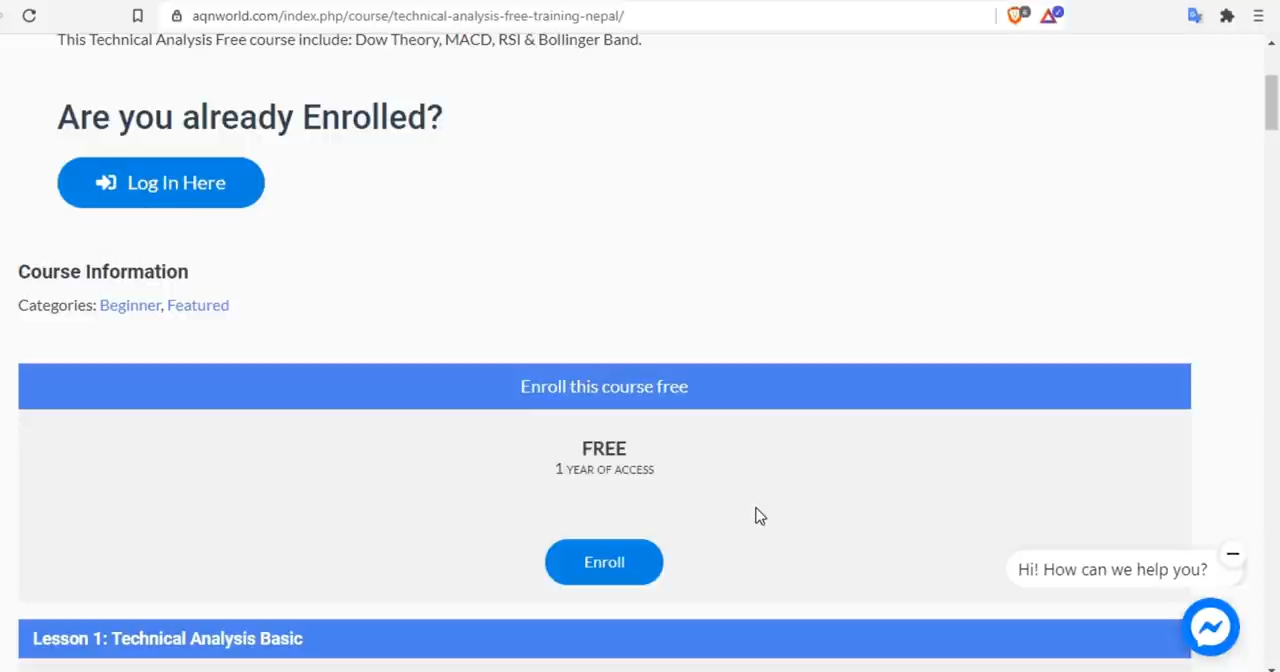 aqnworld.com/index.php/course/technical-analysis-free-training-nepal/
This Technical Analysis Free course include: Dow Theory, MACD, RSI & Bollinger Band.
Are you already Enrolled?
Log In Here
Course Information
Categories: Beginner, Featured
Enroll this course free
FREE
1 YEAR OF ACCESS
Enroll
Hi! How can we help you?
Lesson 1: Technical Analysis Basic